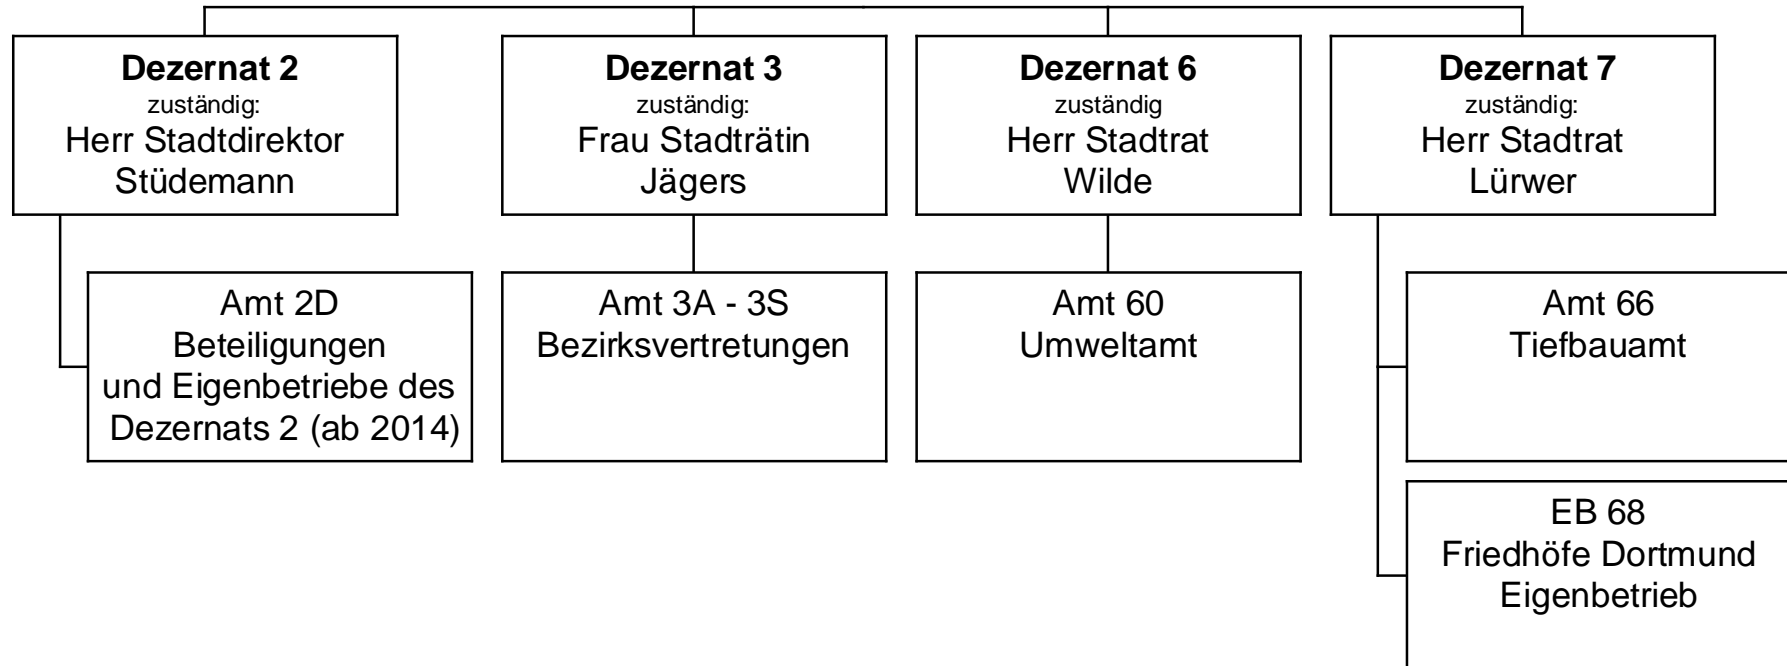 Dezernat 2
zuständig:
Herr Stadtdirektor
Stüdemann
Dezernat 3
zuständig:
Frau Stadträtin
Jägers
Dezernat 6
zuständig
Herr Stadtrat
Wilde
Dezernat 7
zuständig:
Herr Stadtrat
Lürwer
Amt 2D
Beteiligungen
und Eigenbetriebe des
Dezernats 2 (ab 2014)
Amt 3A - 3S
Bezirksvertretungen
Amt 60
Umweltamt
Amt 66
Tiefbauamt
EB 68
Friedhöfe Dortmund
Eigenbetrieb